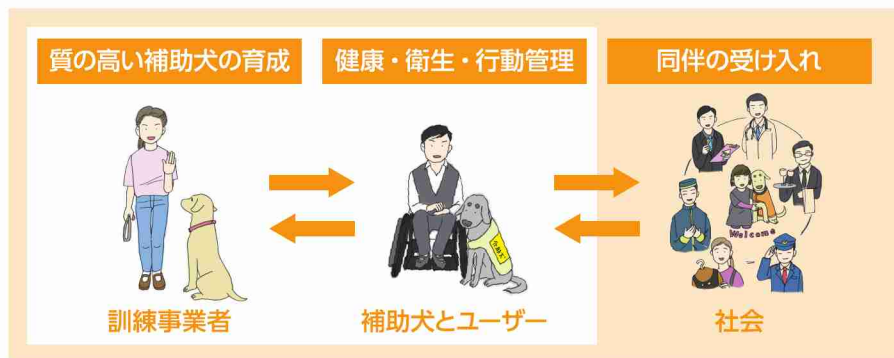 質の高い補助犬の育成
健康・衛生・行動管理
同伴の受け入れ
Welcome
訓練事業者
補助犬とユーザー
社会